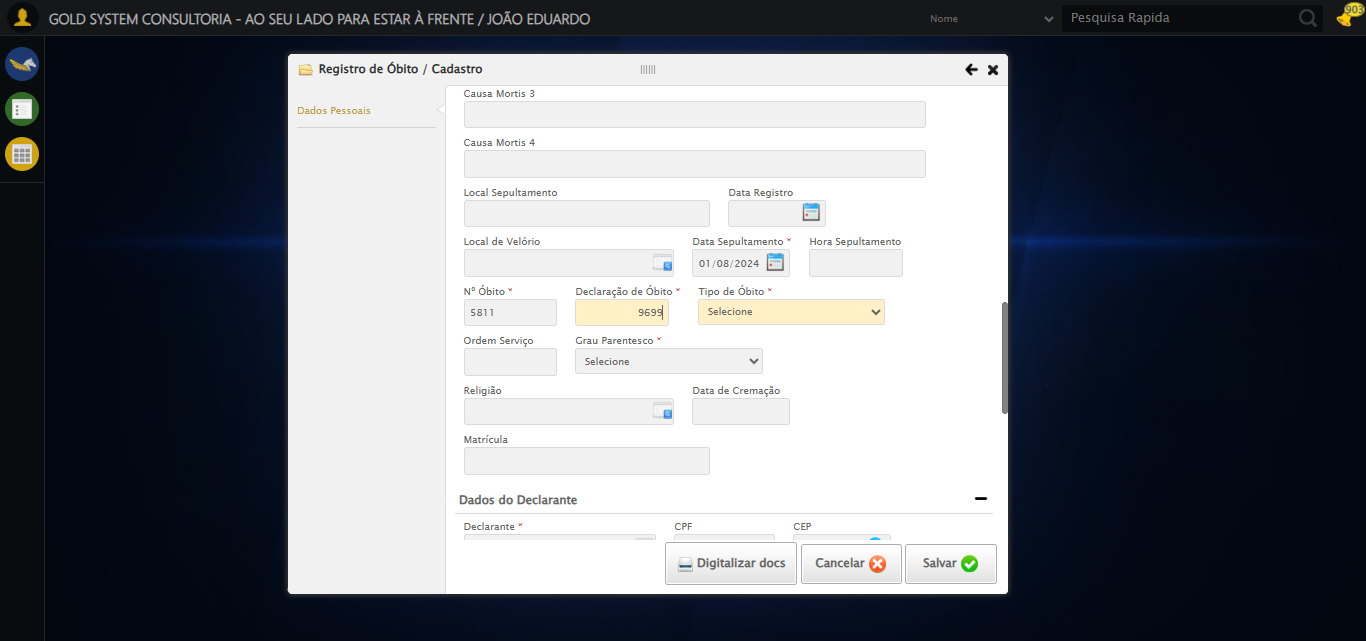 GOLD SYSTEM CONSULTORIA - AO SEU LADO PARA ESTAR À FRENTE / JOÃO EDUARDO
Nome
Pesquisa Rapida
903
Registro de Óbito / Cadastro
Dados Pessoais
Causa Mortis 3
Causa Mortis 4
Local Sepultamento Data Registro
Local de Velório Data Sepultamento * Hora Sepultamento
01/08/2024
Nº Óbito * Declaração de Óbito * Tipo de Óbito *
5811 9699 Selecione
Ordem Serviço Grau Parentesco *
Selecione
Religião Data de Cremação
Matrícula
Dados do Declarante
Declarante * CPF CEP
Digitalizar docs Cancelar Salvar